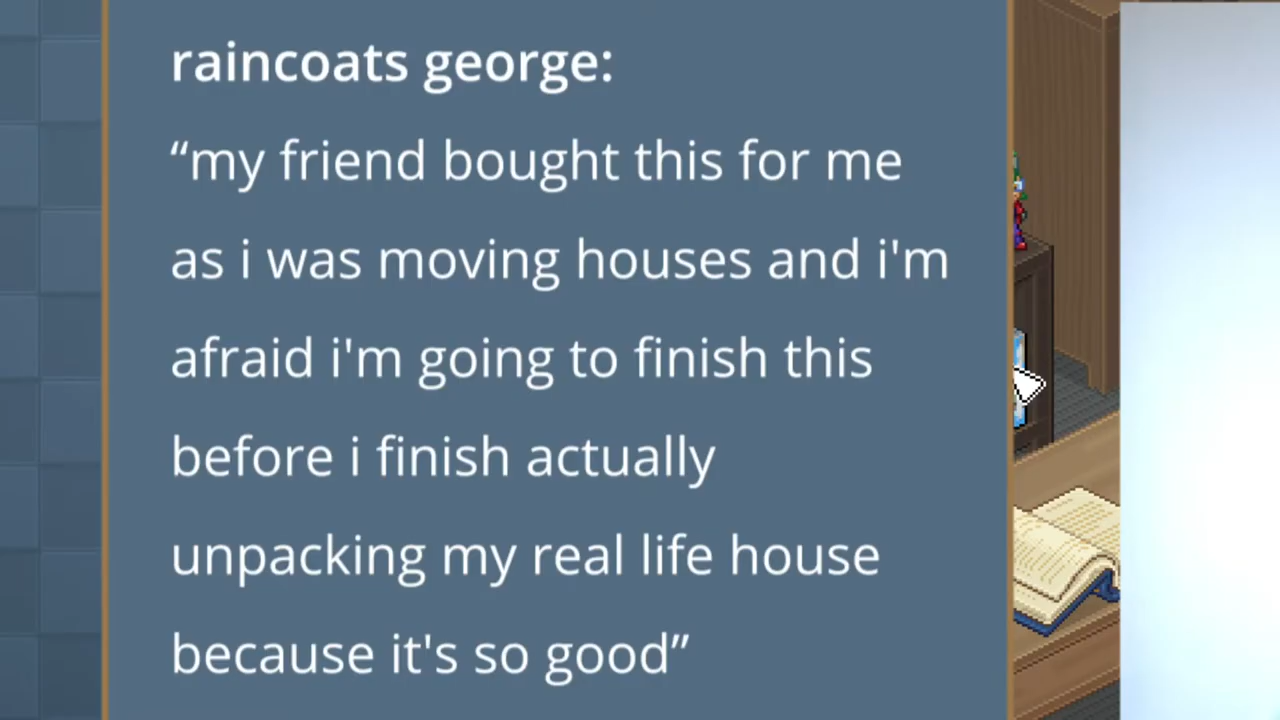 raincoats george:
“my friend bought this for me
as i was moving houses and i'm
afraid i'm going to finish this
before i finish actually
unpacking my real life house
because it's so good”